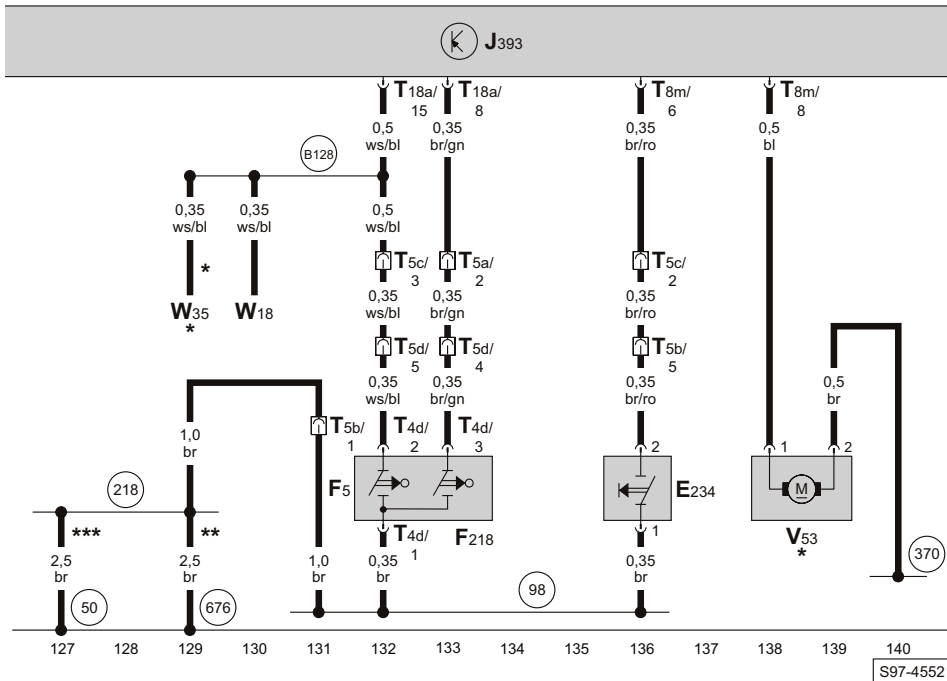 J393
T18a/ T18a/ T8m/ T8m/
15 8 6 8
0,5 0,35 0,35 0,5
ws/bl br/gn br/ro bl
B128
0,35 0,35 0,5
ws/bl ws/bl ws/bl
*
T5c/ T5a/ T5c/
3 2 2
W35 W18
*
0,35 0,35 0,35
ws/bl br/gn br/ro
T5d/ T5d/ T5b/
5 4 5
0,35 0,35 0,35 0,5
ws/bl br/gn br/ro br
1,0
br
T5b/ T4d/ T4d/
1 2 3 2 1 2
218
F5 E234 M
*** **
T4d/ F218 1 V53
1 *
2,5 2,5 1,0 0,35 0,35 370
br br br br br
50 676 98
127 128 129 130 131 132 133 134 135 136 137 138 139 140
S97-4552